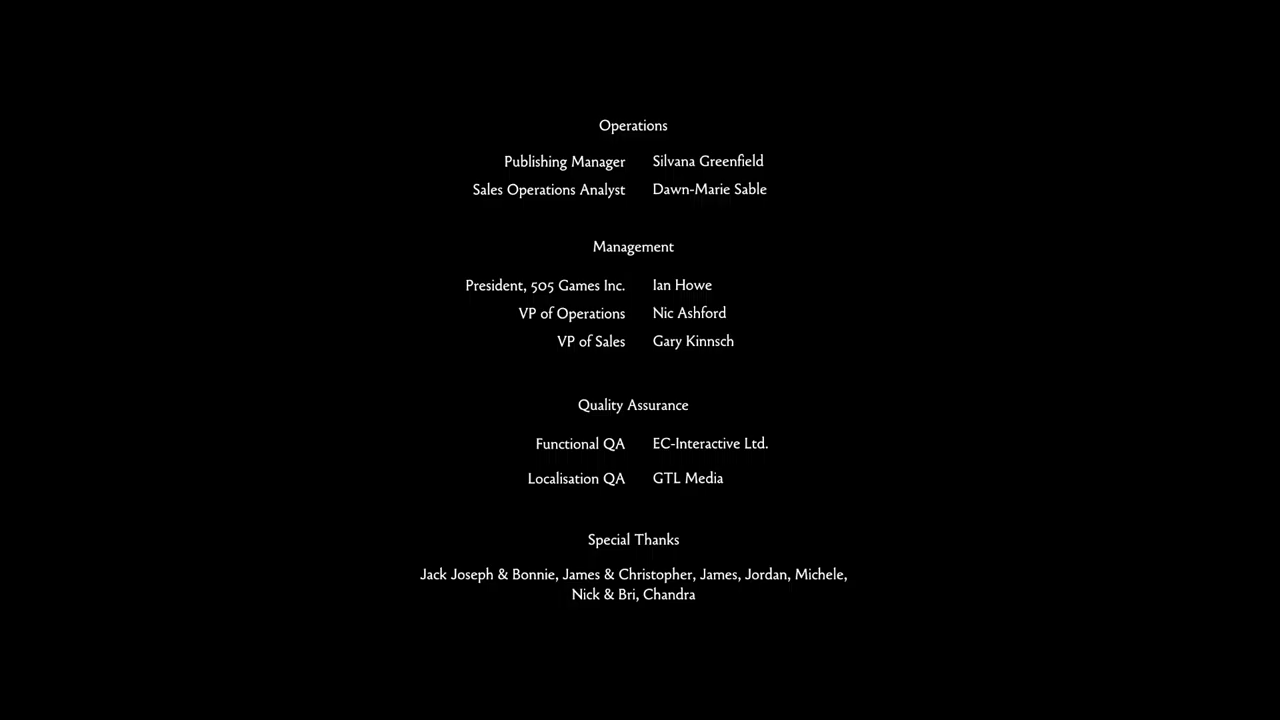 Operations
Publishing Manager Silvana Greenfield
Sales Operations Analyst Dawn-Marie Sable
Management
President, 505 Games Inc. Ian Howe
VP of Operations Nic Ashford
VP of Sales Gary Kinnsch
Quality Assurance
Functional QA EC-Interactive Ltd.
Localisation QA GTL Media
Special Thanks
Jack Joseph & Bonnie, James & Christopher, James, Jordan, Michele,
Nick & Bri, Chandra